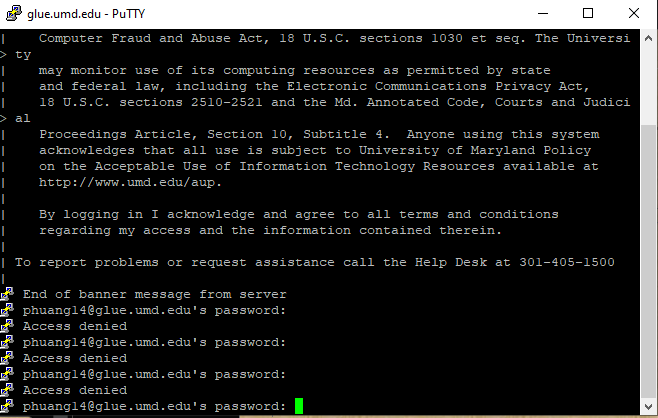 glue.umd.edu - PuTTY
|    Computer Fraud and Abuse Act, 18 U.S.C. sections 1030 et seq. The Universi
> ty
|    may monitor use of its computing resources as permitted by state
|    and federal law, including the Electronic Communications Privacy Act,
|    18 U.S.C. sections 2510-2521 and the Md. Annotated Code, Courts and Judici
> al
|    Proceedings Article, Section 10, Subtitle 4.  Anyone using this system
|    acknowledges that all use is subject to University of Maryland Policy
|    on the Acceptable Use of Information Technology Resources available at
|    http://www.umd.edu/aup.
|
|    By logging in I acknowledge and agree to all terms and conditions
|    regarding my access and the information contained therein.
|
| To report problems or request assistance call the Help Desk at 301-405-1500
|
End of banner message from server
phuang14@glue.umd.edu's password:
Access denied
phuang14@glue.umd.edu's password:
Access denied
phuang14@glue.umd.edu's password:
Access denied
phuang14@glue.umd.edu's password: